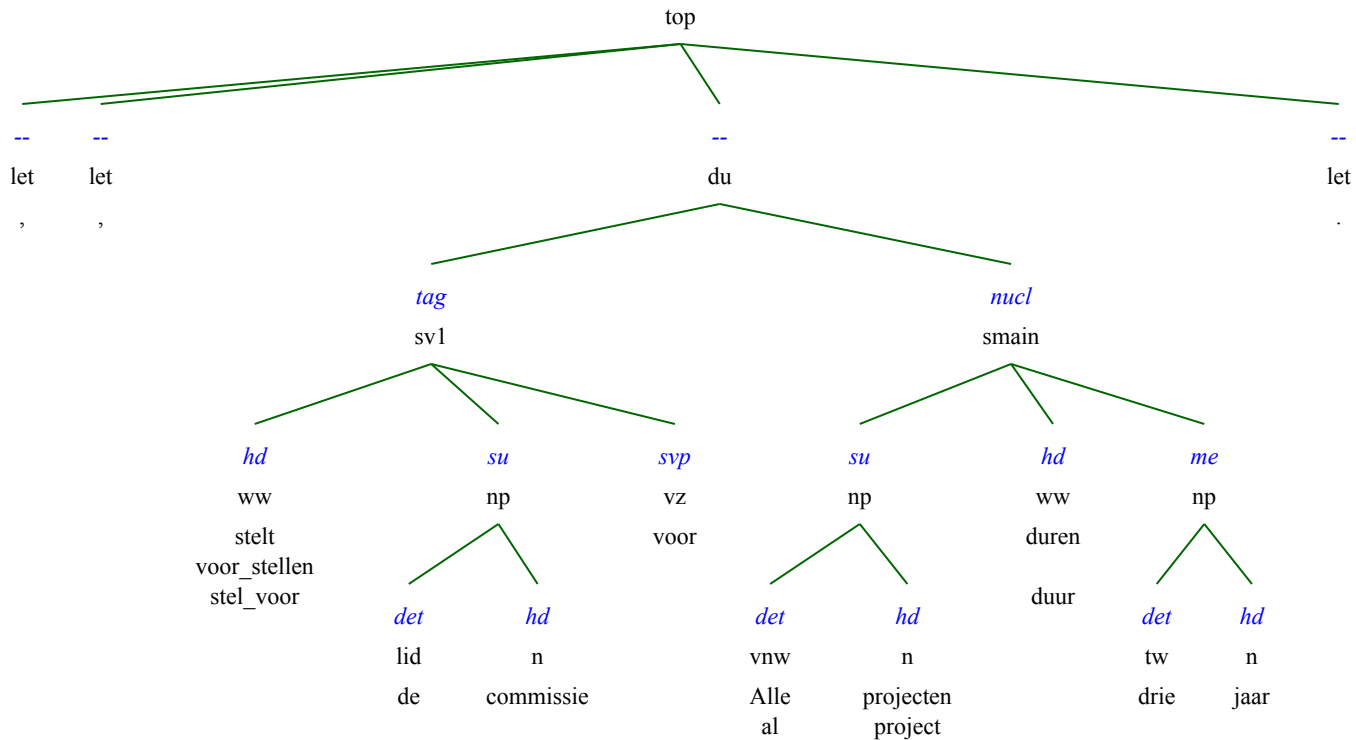 top
-- -- -- --
let let du let
, , .
tag nucl
sv1 smain
hd su svp su hd me
ww np vz np ww np
stelt voor duren
voor_stellen
stel_voor duur
det hd det hd det hd
lid n vnw n tw n
de commissie Alle projecten drie jaar
al project